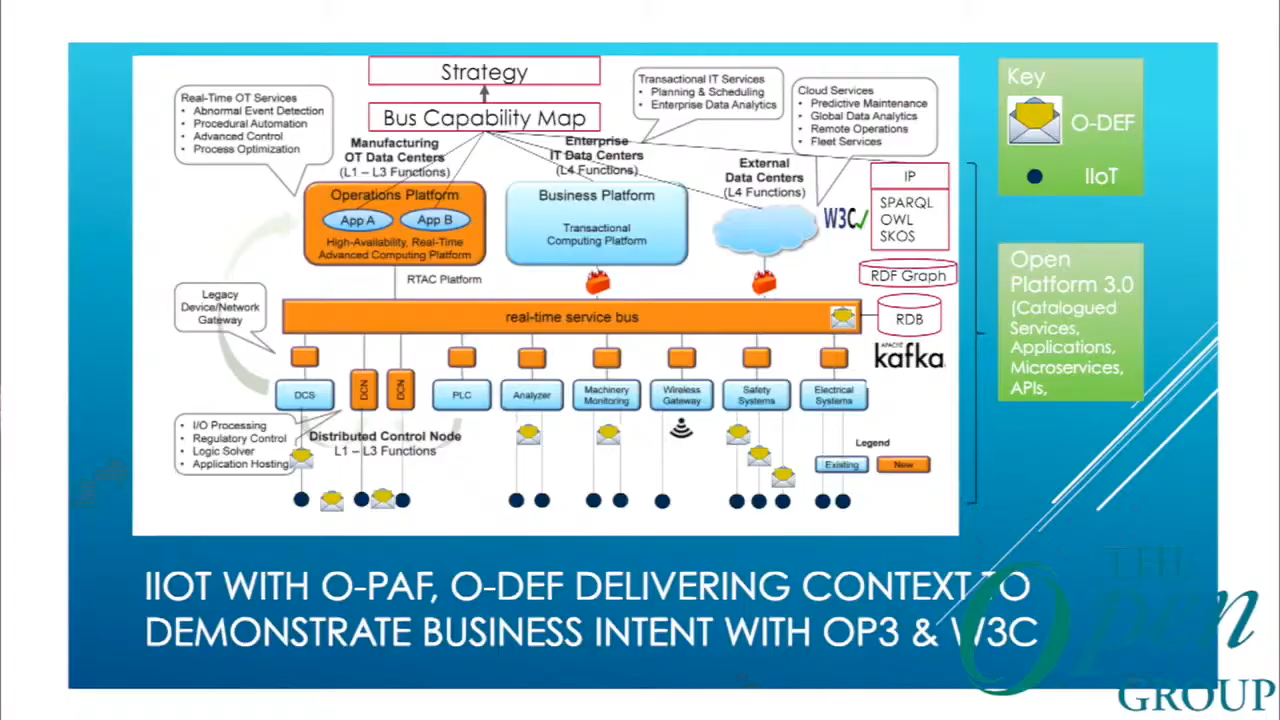 Strategy
Bus Capability Map
Real-Time OT Services
• Abnormal Event Detection
• Procedural Automation
• Advanced Control
• Process Optimization
Manufacturing
OT Data Centers
(L1 – L3 Functions)
Enterprise
IT Data Centers
(L4 Functions)
Transactional IT Services
• Planning & Scheduling
• Enterprise Data Analytics
Cloud Services
• Predictive Maintenance
• Global Data Analytics
• Remote Operations
• Fleet Services
External
Data Centers
(L4 Functions)
Operations Platform
App A
App B
High-Availability, Real-Time
Advanced Computing Platform
Business Platform
Transactional
Computing Platform
W3C
IP
SPARQL
OWL
SKOS
RDF Graph
RDB
APACHE
kafka
RTAC Platform
Legacy
Device/Network
Gateway
real-time service bus
DCS
DCN
DCN
PLC
Analyzer
Machinery
Monitoring
Wireless
Gateway
Safety
Systems
Electrical
Systems
• I/O Processing
• Regulatory Control
• Logic Solver
• Application Hosting
Distributed Control Node
L1 – L3 Functions
Legend
Existing
New
Key
O-DEF
IIoT
Open
Platform 3.0
(Catalogued
Services,
Applications,
Microservices,
APIs,
IIOT WITH O-PAF, O-DEF DELIVERING CONTEXT TO
DEMONSTRATE BUSINESS INTENT WITH OP3 & W3C
THE
Open
GROUP